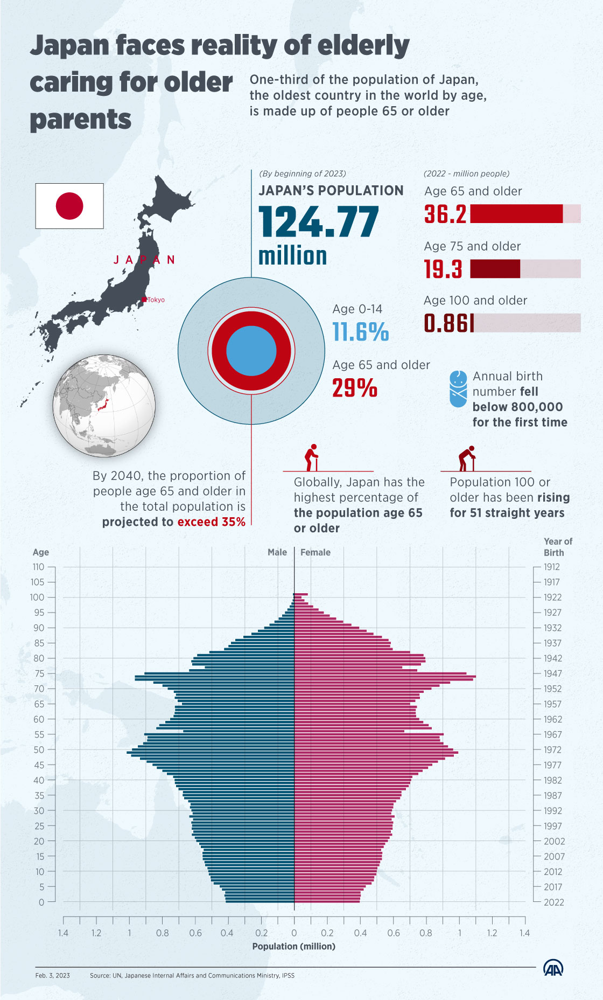 Japan faces reality of elderly
caring for older
parents
One-third of the population of Japan,
the oldest country in the world by age,
is made up of people 65 or older
JAPAN
Tokyo
(By beginning of 2023)
JAPAN'S POPULATION
124.77
million
(2022 - million people)
Age 65 and older
36.2
Age 75 and older
19.3
Age 100 and older
0.86
Age 0-14
11.6%
Age 65 and older
29%
Annual birth
number fell
below 800,000
for the first time
By 2040, the proportion of
people age 65 and older in
the total population is
projected to exceed 35%
Globally, Japan has the
highest percentage of
the population age 65
or older
Population 100 or
older has been rising
for 51 straight years
Age
Male
Female
Year of
Birth
110 1912
105 1917
100 1922
95 1927
90 1932
85 1937
80 1942
75 1947
70 1952
65 1957
60 1962
55 1967
50 1972
45 1977
40 1982
35 1987
30 1992
25 1997
20 2002
15 2007
10 2012
5 2017
0 2022
1.4 1.2 1 0.8 0.6 0.4 0.2 0 0.2 0.4 0.6 0.8 1 1.2 1.4
Population (million)
Feb. 3, 2023
Source: UN, Japanese Internal Affairs and Communications Ministry, IPSS
AA